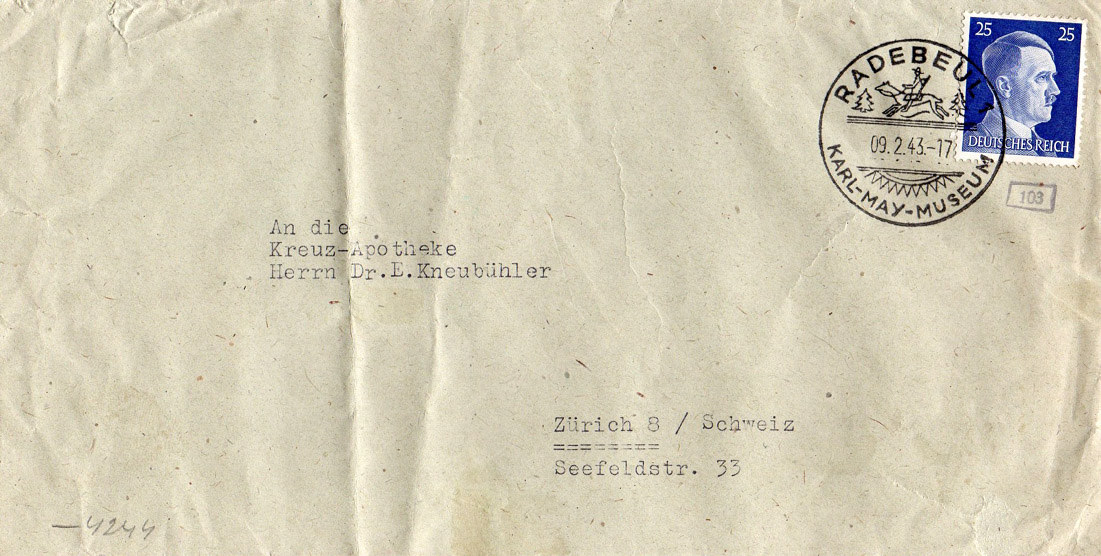 25 25
DEUTSCHES REICH
RADEBEUL 1
09.2.43.-17
KARL-MAY-MUSEUM
103
An die
Kreuz-Apotheke
Herrn Dr.E.Kneubühler
Zürich 8 / Schweiz
========
Seefeldstr. 33
—4244